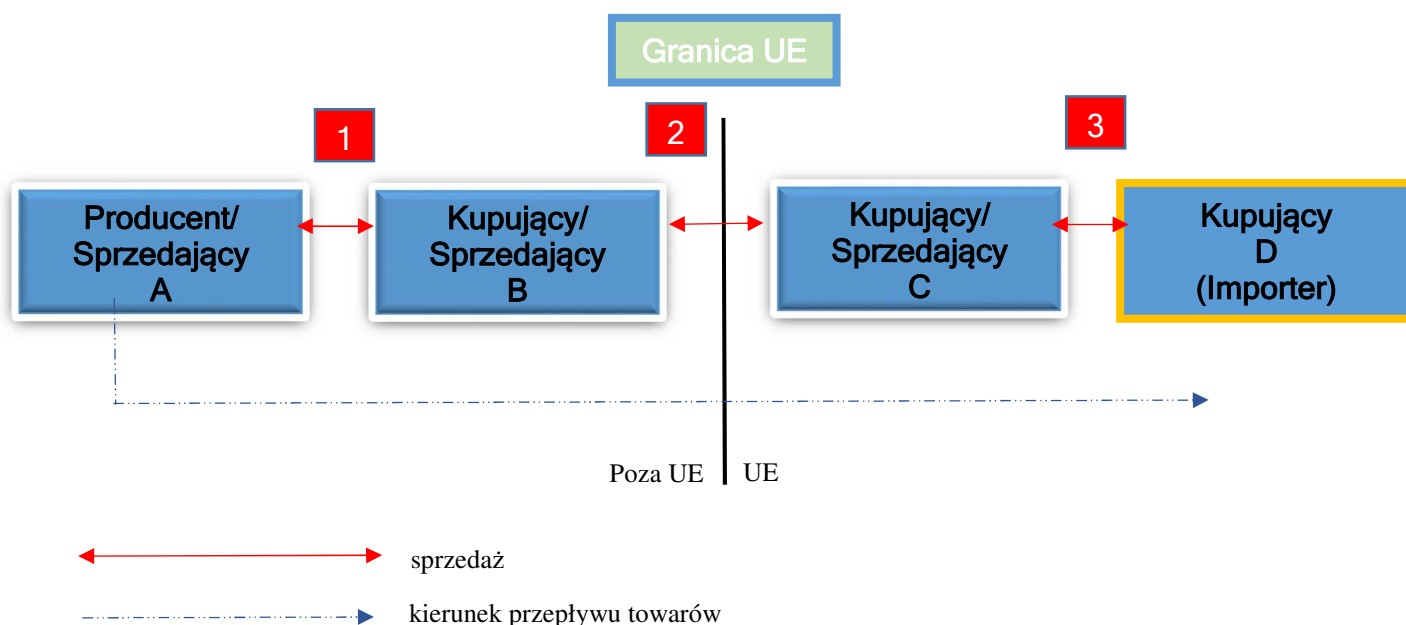 Granica UE
1
2
3
Producent/
Sprzedający
A
Kupujący/
Sprzedający
B
Kupujący/
Sprzedający
C
Kupujący
D
(Importer)
Poza UE
UE
sprzedaż
kierunek przepływu towarów